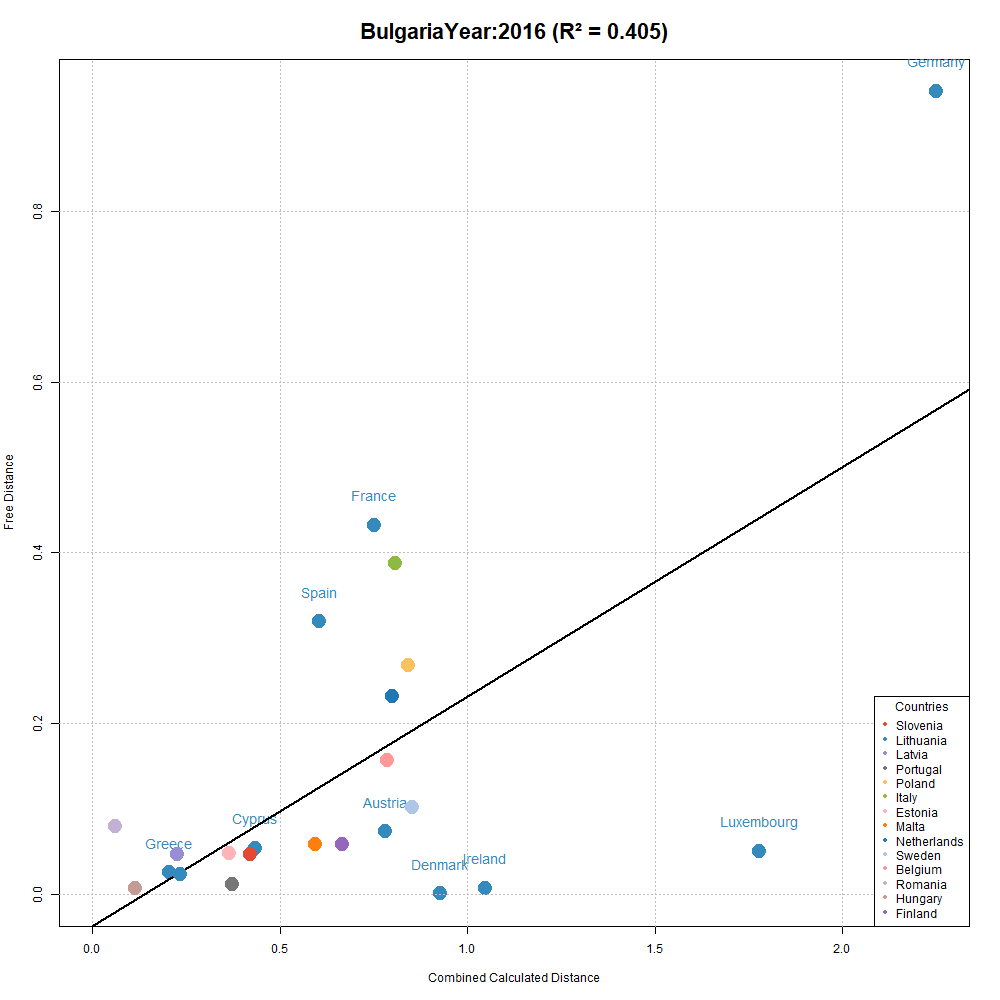 BulgariaYear:2016 (R² = 0.405)
Germany
0.8
0.6
Free Distance
France
0.4
Spain
0.2
Countries
Slovenia
Lithuania
Latvia
Portugal
Poland
Italy
Estonia
Malta
Netherlands
Sweden
Belgium
Romania
Hungary
Finland
Austria
Cyprus
Luxembourg
Greece
Denmark
Ireland
0.0
0.0
0.5
1.0
1.5
2.0
Combined Calculated Distance